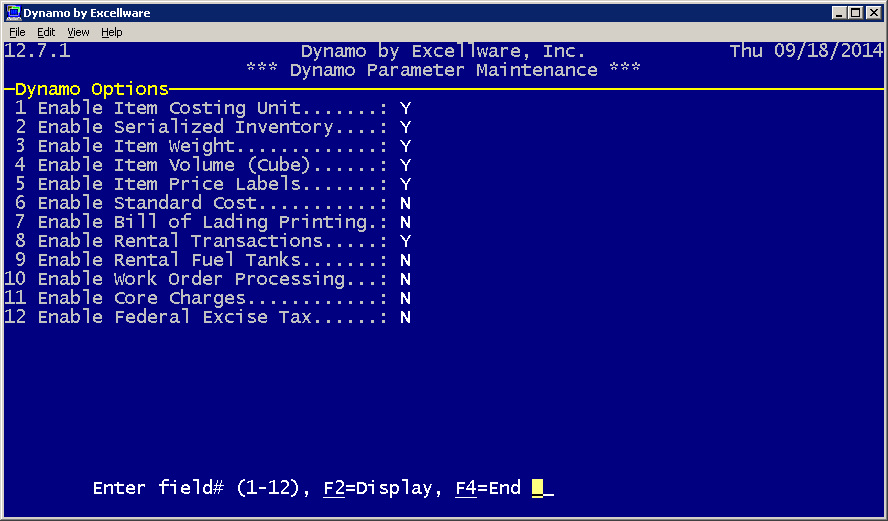 Dynamo by Excellware
File Edit View Help
12.7.1 Dynamo by Excellware, Inc. Thu 09/18/2014
*** Dynamo Parameter Maintenance ***
Dynamo Options
1 Enable Item Costing Unit.......: Y
2 Enable Serialized Inventory....: Y
3 Enable Item Weight.............: Y
4 Enable Item Volume (Cube)......: Y
5 Enable Item Price Labels.......: Y
6 Enable Standard Cost...........: N
7 Enable Bill of Lading Printing.: N
8 Enable Rental Transactions.....: Y
9 Enable Rental Fuel Tanks.......: N
10 Enable Work Order Processing...: N
11 Enable Core Charges............: N
12 Enable Federal Excise Tax......: N
Enter field# (1-12), F2=Display, F4=End